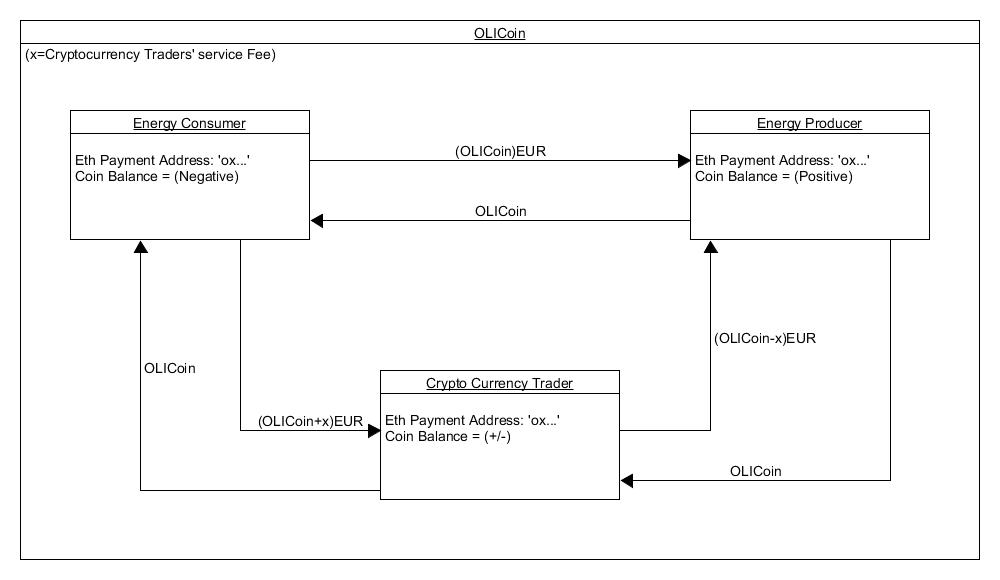 OLICoin
(x=Cryptocurrency Traders' service Fee)
Energy Consumer
Eth Payment Address: 'ox...'
Coin Balance = (Negative)
(OLICoin)EUR
OLICoin
Energy Producer
Eth Payment Address: 'ox...'
Coin Balance = (Positive)
OLICoin
(OLICoin+x)EUR
(OLICoin-x)EUR
Crypto Currency Trader
Eth Payment Address: 'ox...'
Coin Balance = (+/-)
OLICoin